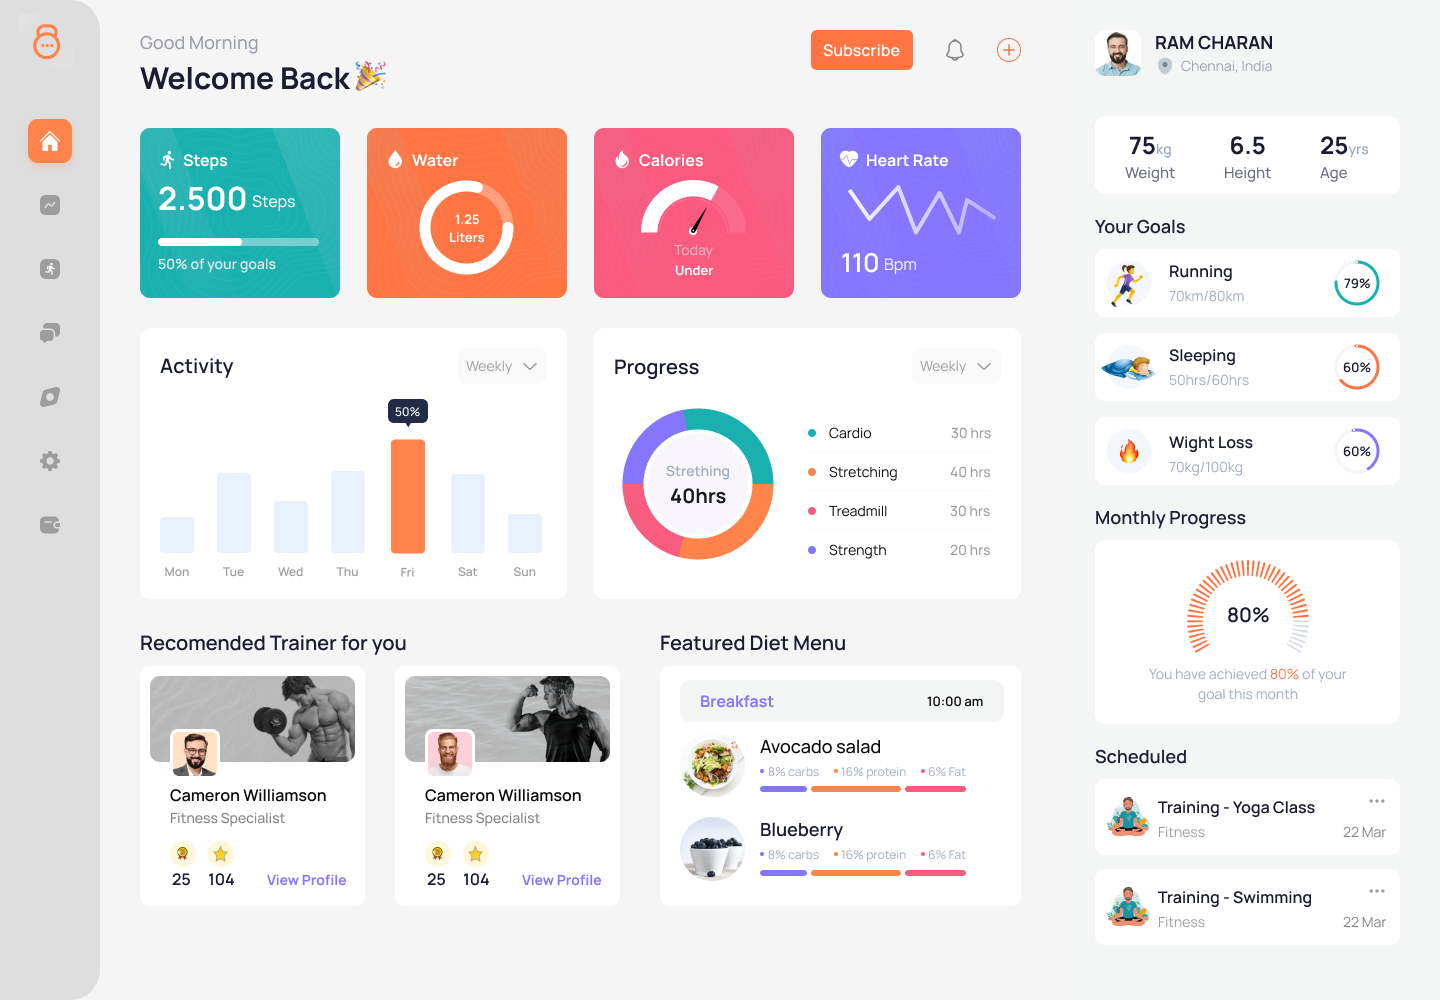 Good Morning
Welcome Back
Subscribe
RAM CHARAN
Chennai, India
Steps
2.500 Steps
50% of your goals
Water
1.25
Liters
Calories
Today
Under
Heart Rate
110 Bpm
75kg
Weight
6.5
Height
25yrs
Age
Your Goals
Running
70km/80km
79%
Sleeping
50hrs/60hrs
60%
Wight Loss
70kg/100kg
60%
Activity
Weekly
50%
Mon Tue Wed Thu Fri Sat Sun
Progress
Weekly
Strething
40hrs
Cardio 30 hrs
Stretching 40 hrs
Treadmill 30 hrs
Strength 20 hrs
Monthly Progress
80%
You have achieved 80% of your
goal this month
Recomended Trainer for you
Cameron Williamson
Fitness Specialist
25 104 View Profile
Cameron Williamson
Fitness Specialist
25 104 View Profile
Featured Diet Menu
Breakfast 10:00 am
Avocado salad
8% carbs 16% protein 6% Fat
Blueberry
8% carbs 16% protein 6% Fat
Scheduled
Training - Yoga Class
Fitness 22 Mar
Training - Swimming
Fitness 22 Mar